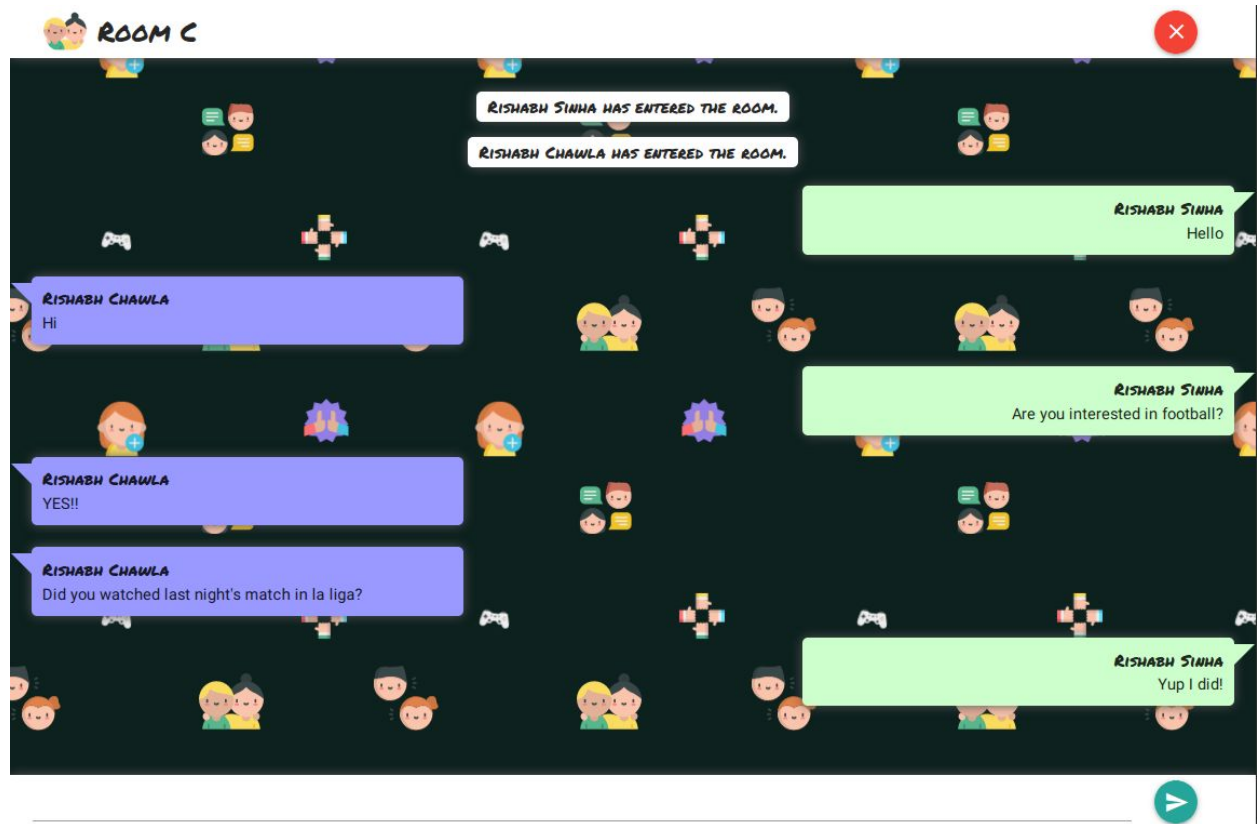 Room C
Rishabh Sinha has entered the room.
Rishabh Chawla has entered the room.
Rishabh Sinha
Hello
Rishabh Chawla
Hi
Rishabh Sinha
Are you interested in football?
Rishabh Chawla
YES!!
Rishabh Chawla
Did you watched last night's match in la liga?
Rishabh Sinha
Yup I did!